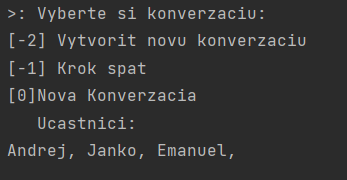 >: Vyberte si konverzaciu:
[-2] Vytvorit novu konverzaciu
[-1] Krok spat
[0]Nova Konverzacia
Ucastnici:
Andrej, Janko, Emanuel,